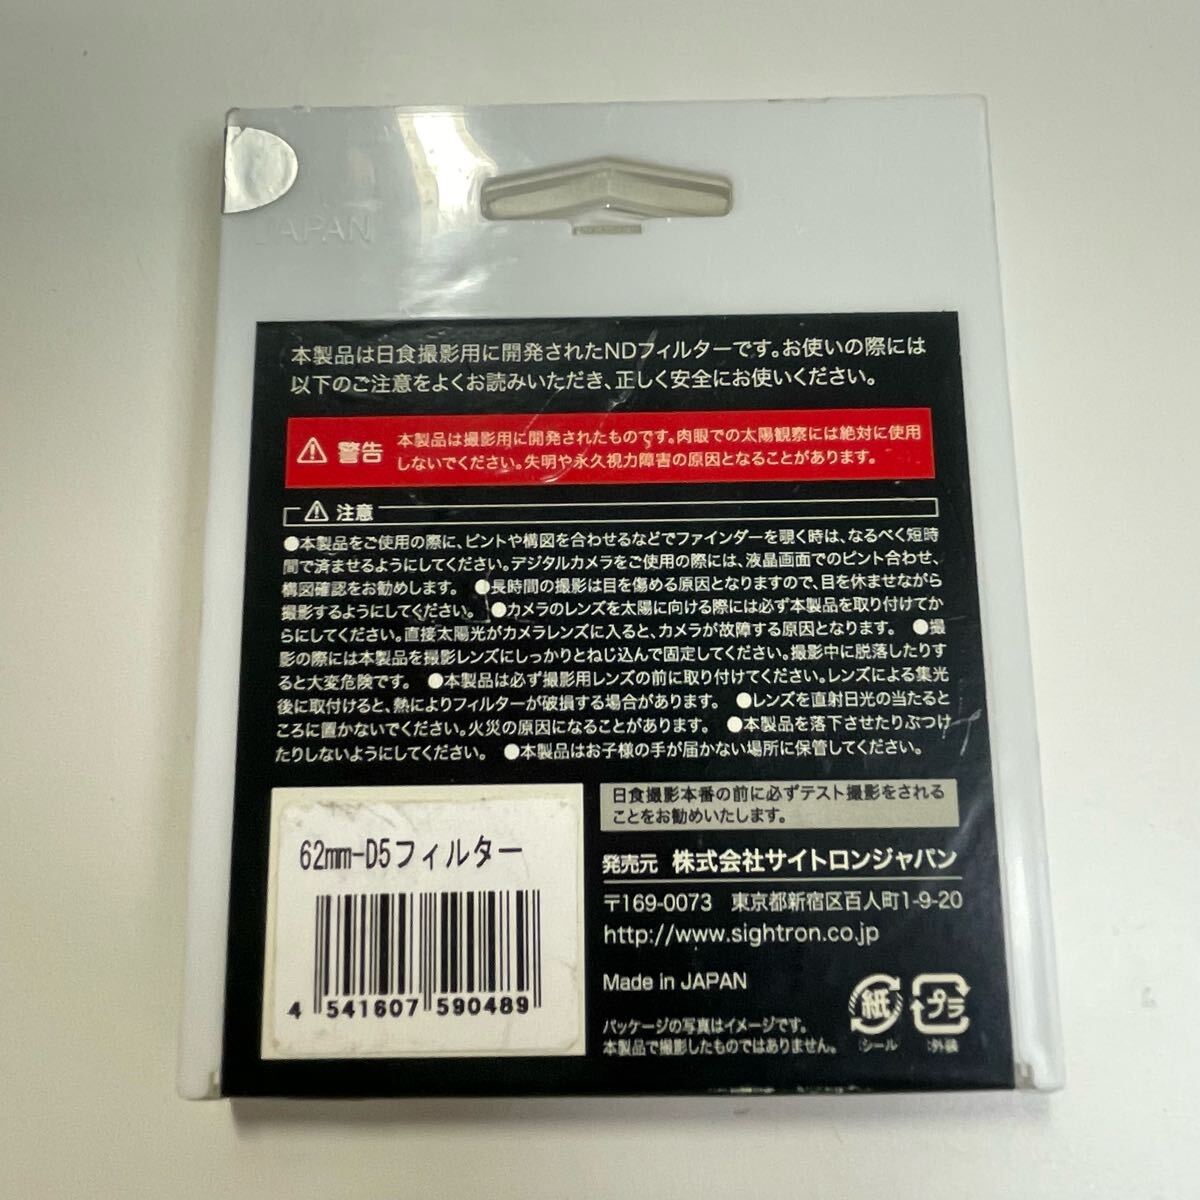 JAPAN
本製品は日食撮影用に開発されたNDフィルターです。お使いの際には
以下のご注意をよくお読みいただき、正しく安全にお使いください。
警告
本製品は撮影用に開発されたものです。肉眼での太陽観察には絶対に使用
しないでください。失明や永久視力障害の原因となることがあります。
注意
●本製品をご使用の際に、ピントや構図を合わせるなどでファインダーを覗く時は、なるべく短時
間で済ませるようにしてください。デジタルカメラをご使用の際には、液晶画面でのピント合わせ、
構図確認をお勧めします。 ●長時間の撮影は目を傷める原因となりますので、目を休ませながら
撮影するようにしてください。 ●カメラのレンズを太陽に向ける際には必ず本製品を取り付けてか
らにしてください。直接太陽光がカメラレンズに入ると、カメラが故障する原因となります。 ●撮
影の際には本製品を撮影レンズにしっかりとねじ込んで固定してください。撮影中に脱落したりす
ると大変危険です。 ●本製品は必ず撮影用レンズの前に取り付けてください。レンズによる集光
後に取付けると、熱によりフィルターが破損する場合があります。 ●レンズを直射日光の当たると
ころに置かないでください。火災の原因になることがあります。 ●本製品を落下させたりぶつけ
たりしないようにしてください。 ●本製品はお子様の手が届かない場所に保管してください。
日食撮影本番の前に必ずテスト撮影をされる
ことをお勧めいたします。
62mm-D5フィルター
4 541607 590489
発売元 株式会社サイトロンジャパン
〒169-0073 東京都新宿区百人町1-9-20
http://www.sightron.co.jp
Made in JAPAN
パッケージの写真はイメージです。
本製品で撮影したものではありません。
紙
:シール
プラ
:外装